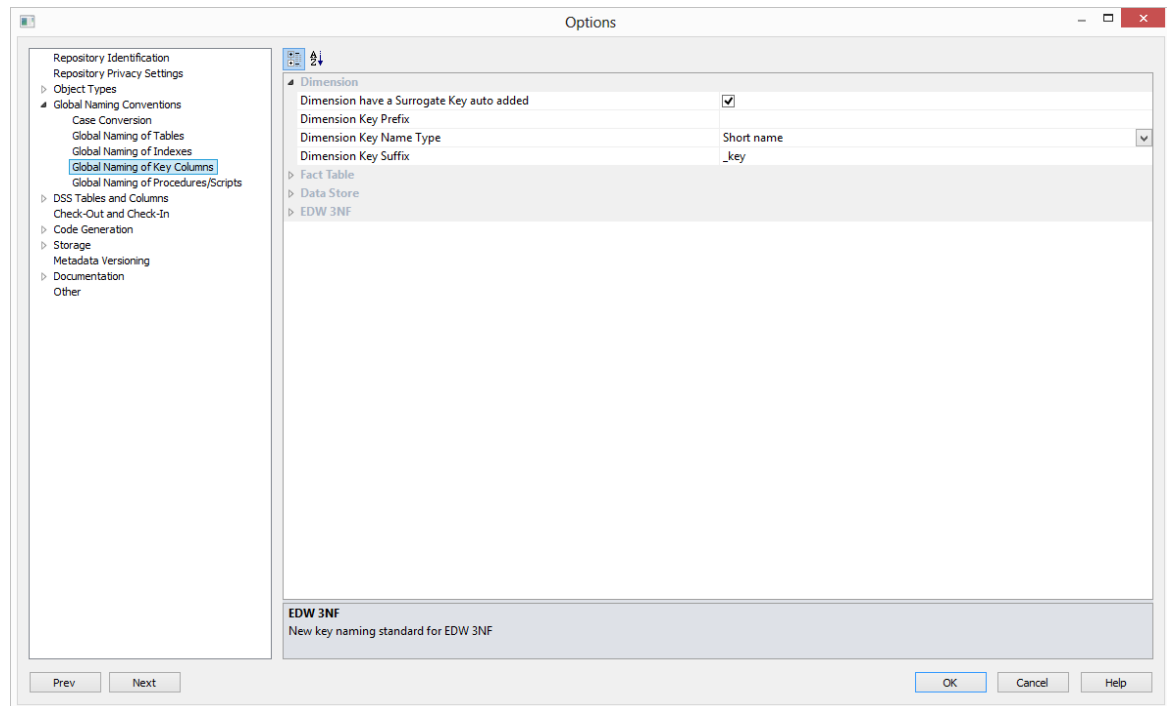 Options
Repository Identification
Repository Privacy Settings
Object Types
Global Naming Conventions
Case Conversion
Global Naming of Tables
Global Naming of Indexes
Global Naming of Key Columns
Global Naming of Procedures/Scripts
DSS Tables and Columns
Check-Out and Check-In
Code Generation
Storage
Metadata Versioning
Documentation
Other
Dimension
Dimension have a Surrogate Key auto added
Dimension Key Prefix
Dimension Key Name Type Short name
Dimension Key Suffix _key
Fact Table
Data Store
EDW 3NF
EDW 3NF
New key naming standard for EDW 3NF
Prev Next OK Cancel Help